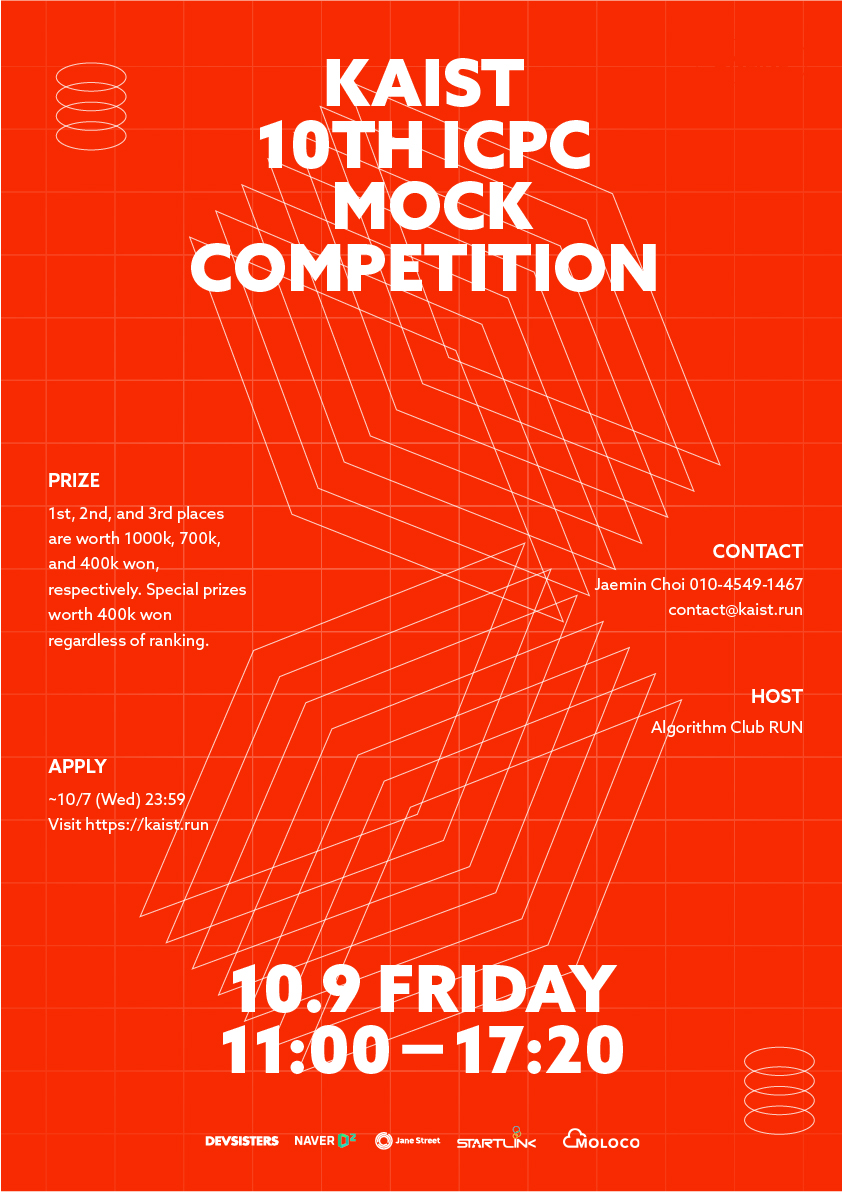 KAIST
10TH ICPC
MOCK
COMPETITION
PRIZE
1st, 2nd, and 3rd places
are worth 1000k, 700k,
and 400k won,
respectively. Special prizes
worth 400k won
regardless of ranking.
CONTACT
Jaemin Choi 010-4549-1467
contact@kaist.run
HOST
Algorithm Club RUN
APPLY
~10/7 (Wed) 23:59
Visit https://kaist.run
10.9 FRIDAY
11:00 — 17:20
DEVSISTERS NAVER D2 Jane Street STARTLINK MOLOCO